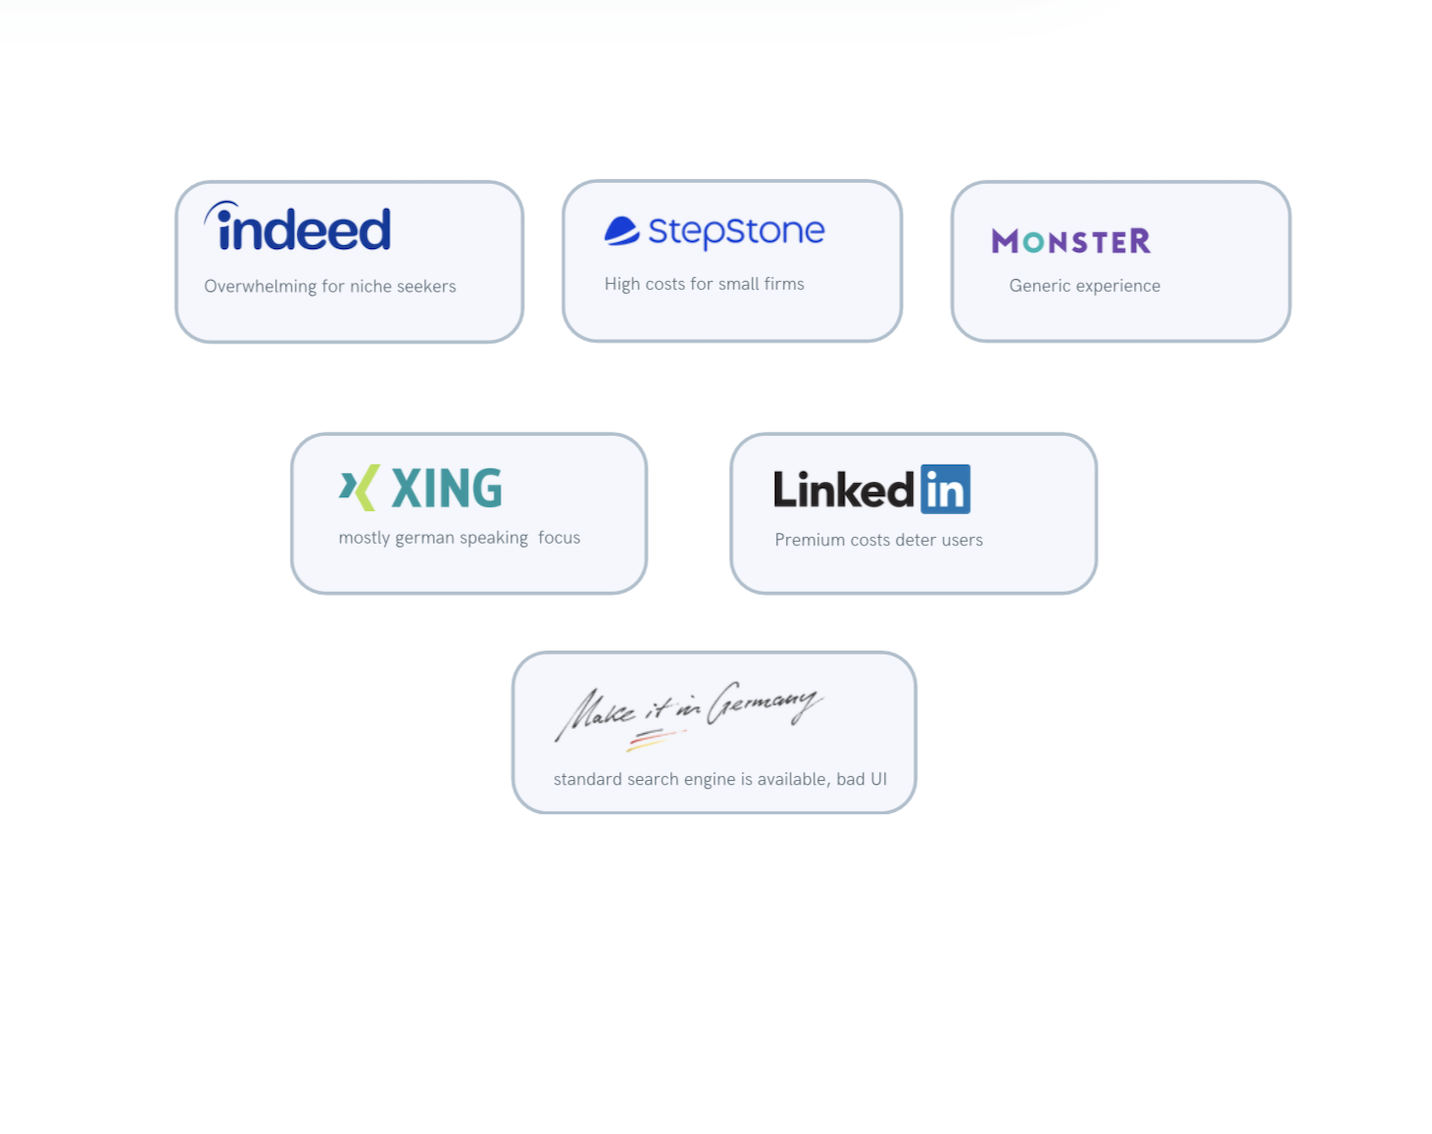 indeed
Overwhelming for niche seekers
StepStone
High costs for small firms
MONSTER
Generic experience
XING
mostly german speaking  focus
Linked in
Premium costs deter users
Make it in Germany
standard search engine is available, bad UI